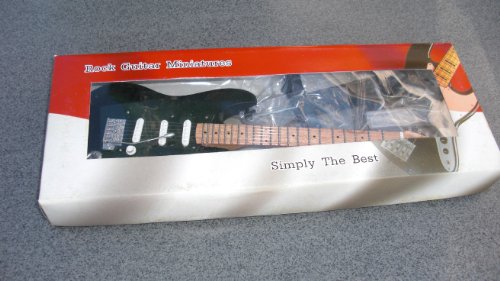 Rock Guitar Miniatures
Simply The Best